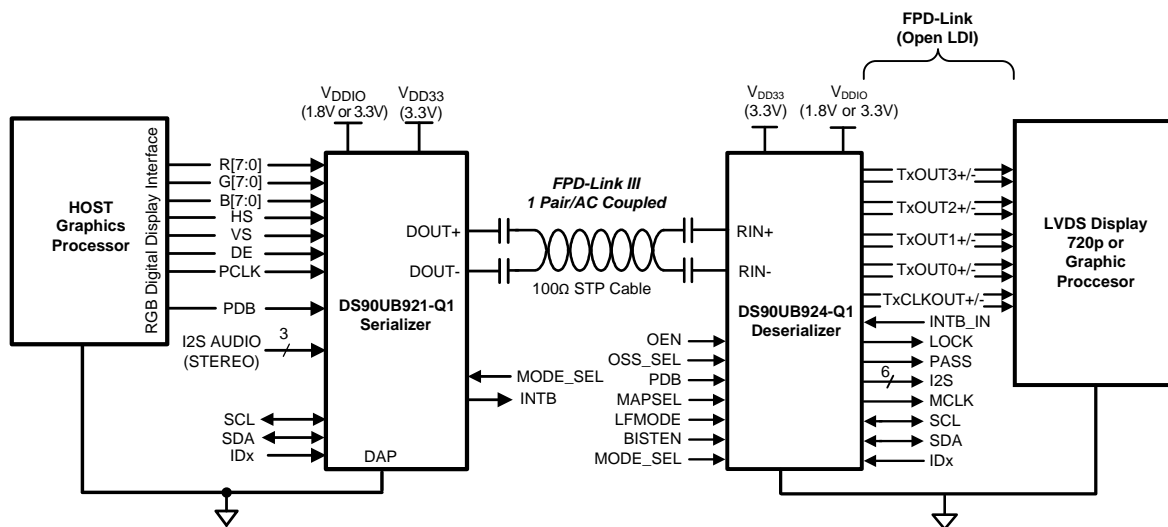 FPD-Link
(Open LDI)
VDDIO
(1.8V or 3.3V)
VDD33
(3.3V)
VDD33
(3.3V)
VDDIO
(1.8V or 3.3V)
HOST
Graphics
Processor
RGB Digital Display Interface
R[7:0]
G[7:0]
B[7:0]
HS
VS
DE
PCLK
PDB
I2S AUDIO
(STEREO)
3
SCL
SDA
IDx
DOUT+
DOUT-
DS90UB921-Q1
Serializer
MODE_SEL
INTB
DAP
FPD-Link III
1 Pair/AC Coupled
100Ω STP Cable
RIN+
RIN-
DS90UB924-Q1
Deserializer
OEN
OSS_SEL
PDB
MAPSEL
LFMODE
BISTEN
MODE_SEL
TxOUT3+/-
TxOUT2+/-
TxOUT1+/-
TxOUT0+/-
TxCLKOUT+/-
INTB_IN
LOCK
PASS
6
I2S
MCLK
SCL
SDA
IDx
LVDS Display
720p or
Graphic
Proccesor